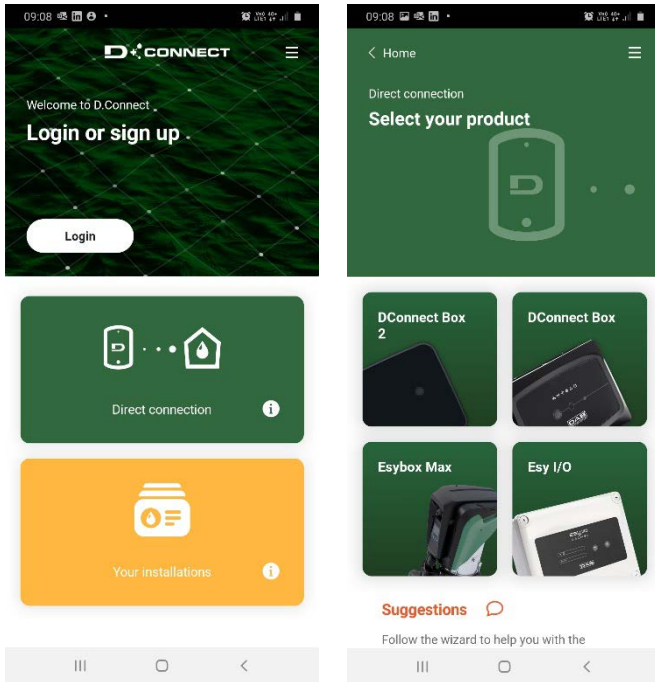 09:08
D CONNECT
Welcome to D.Connect
Login or sign up
Login
Direct connection
Your installations
09:08
Home
Direct connection
Select your product
D
DConnect Box
2
DConnect Box
DAB
Esybox Max
Esy I/O
Suggestions
Follow the wizard to help you with the